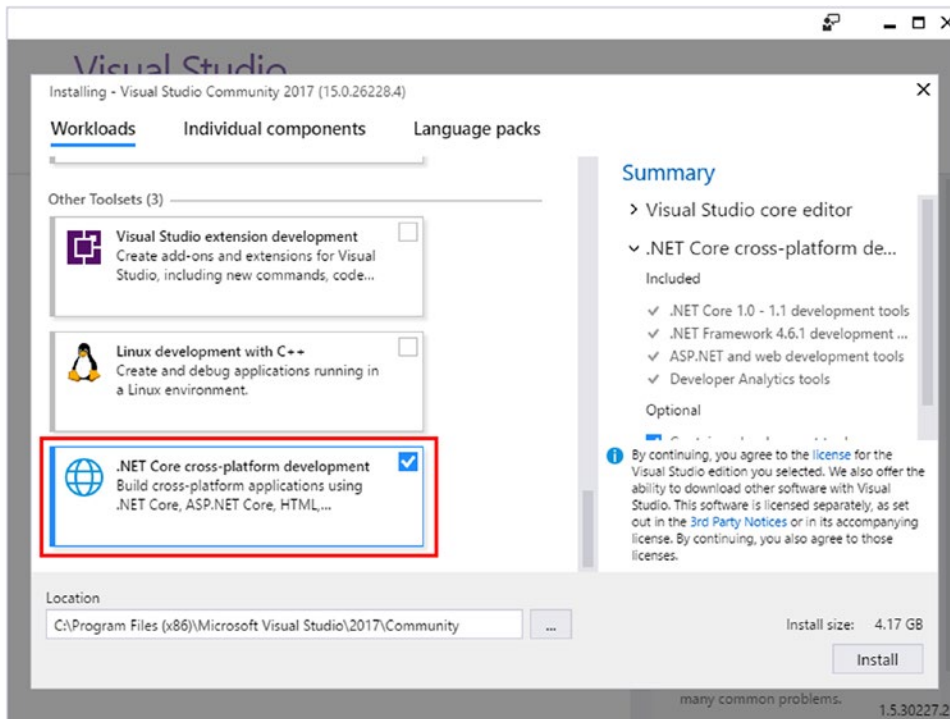 Visual Studio
Installing - Visual Studio Community 2017 (15.0.26228.4)
Workloads Individual components Language packs
Other Toolsets (3)
Visual Studio extension development
Create add-ons and extensions for Visual
Studio, including new commands, code...
Linux development with C++
Create and debug applications running in
a Linux environment.
.NET Core cross-platform development
Build cross-platform applications using
.NET Core, ASP.NET Core, HTML,...
Summary
Visual Studio core editor
.NET Core cross-platform de...
Included
.NET Core 1.0 - 1.1 development tools
.NET Framework 4.6.1 development ...
ASP.NET and web development tools
Developer Analytics tools
Optional
By continuing, you agree to the license for the
Visual Studio edition you selected. We also offer the
ability to download other software with Visual
Studio. This software is licensed separately, as set
out in the 3rd Party Notices or in its accompanying
license. By continuing, you also agree to those
licenses.
Location
C:\Program Files (x86)\Microsoft Visual Studio\2017\Community
...
Install size: 4.17 GB
Install
many common problems.
1.5.30227.2